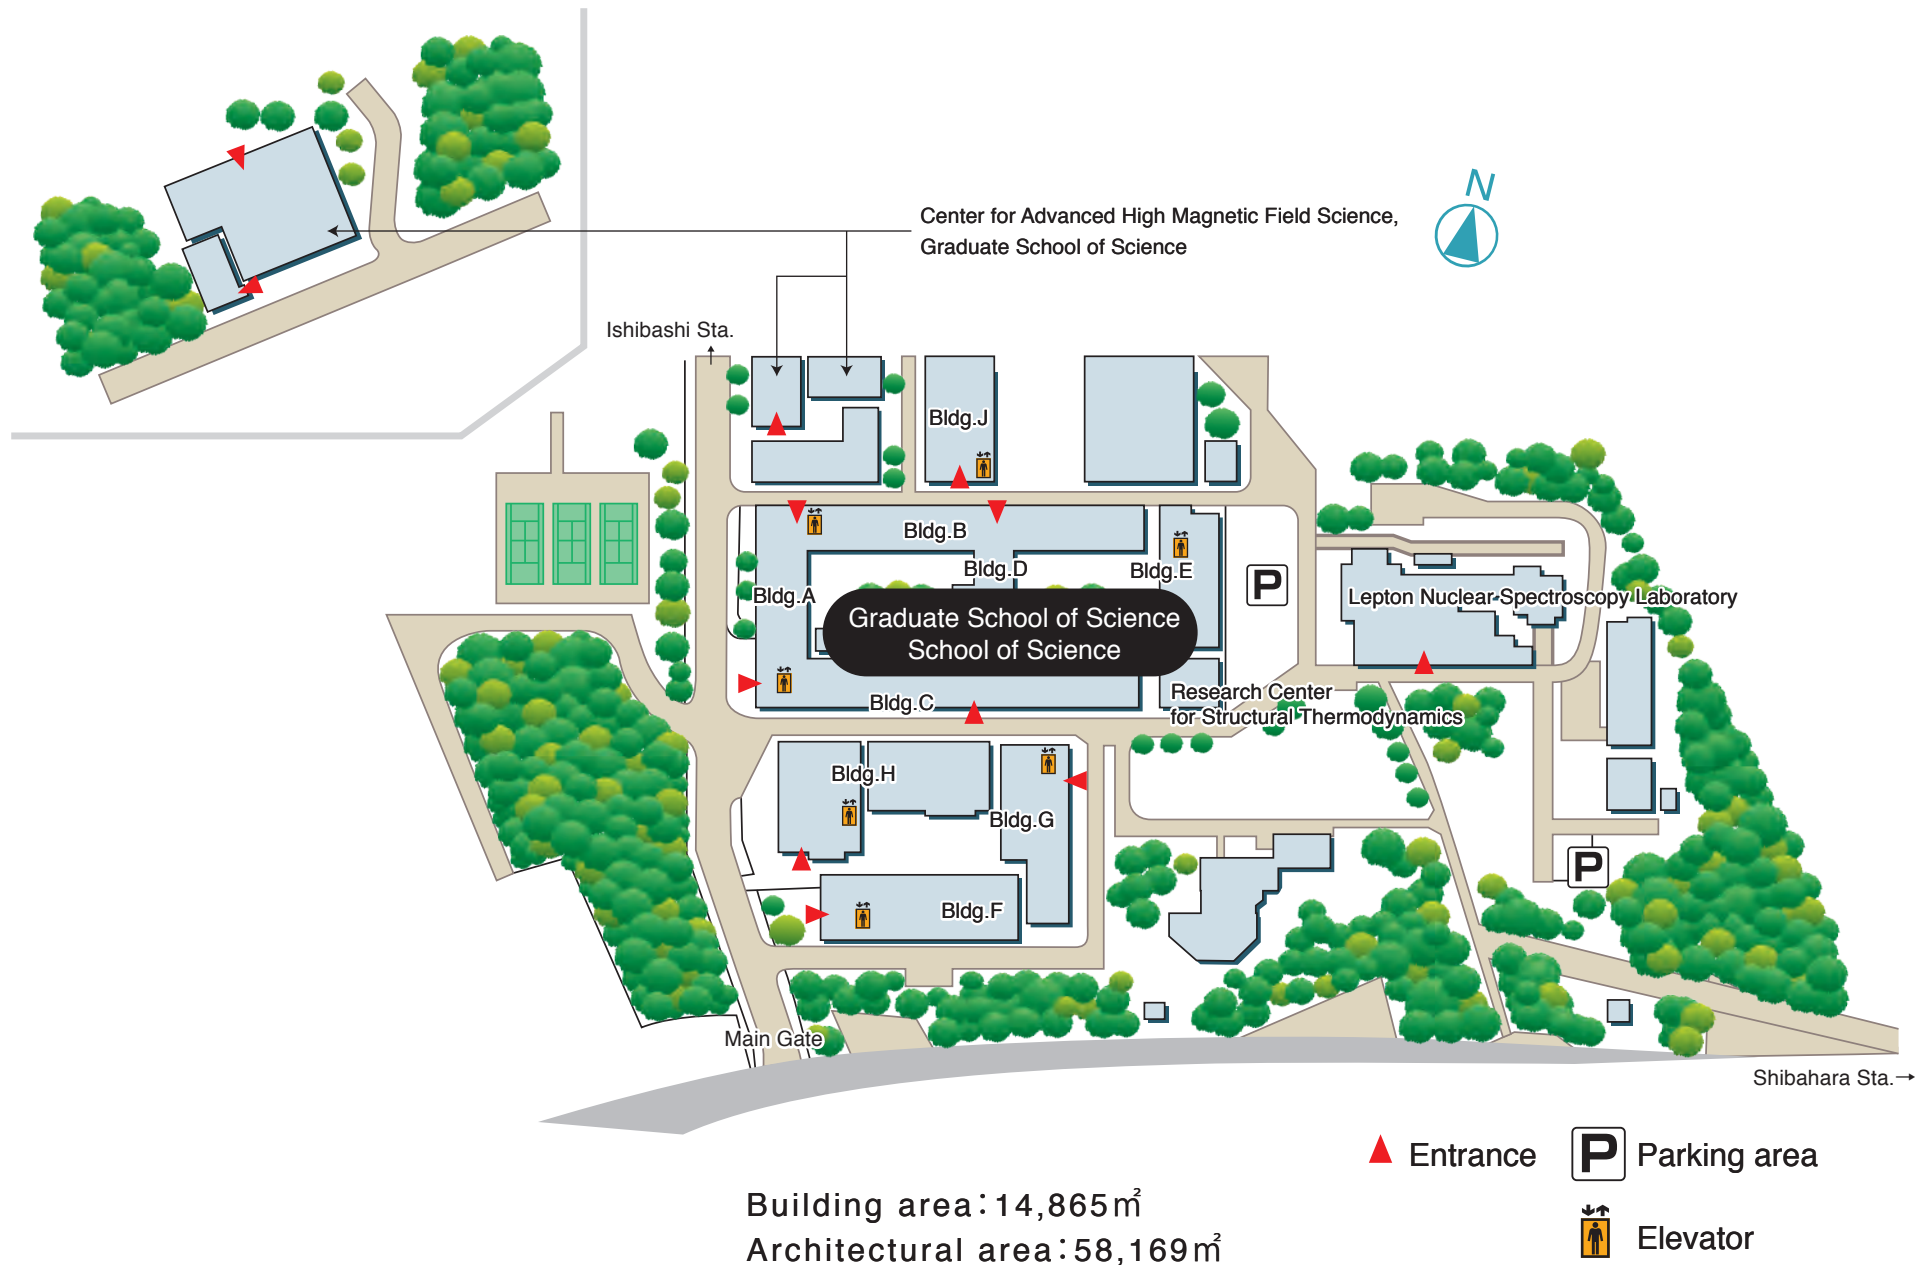 N
Center for Advanced High Magnetic Field Science,
Graduate School of Science
Ishibashi Sta.
Bldg.J
Bldg.B
Bldg.D
Bldg.E
P
Bldg.A
Lepton Nuclear Spectroscopy Laboratory
Graduate School of Science
School of Science
Bldg.C
Research Center
for Structural Thermodynamics
Bldg.H
Bldg.G
P
Bldg.F
Main Gate
Shibahara Sta.→
Entrance
P Parking area
Building area：14,865㎡
Architectural area：58,169㎡
Elevator